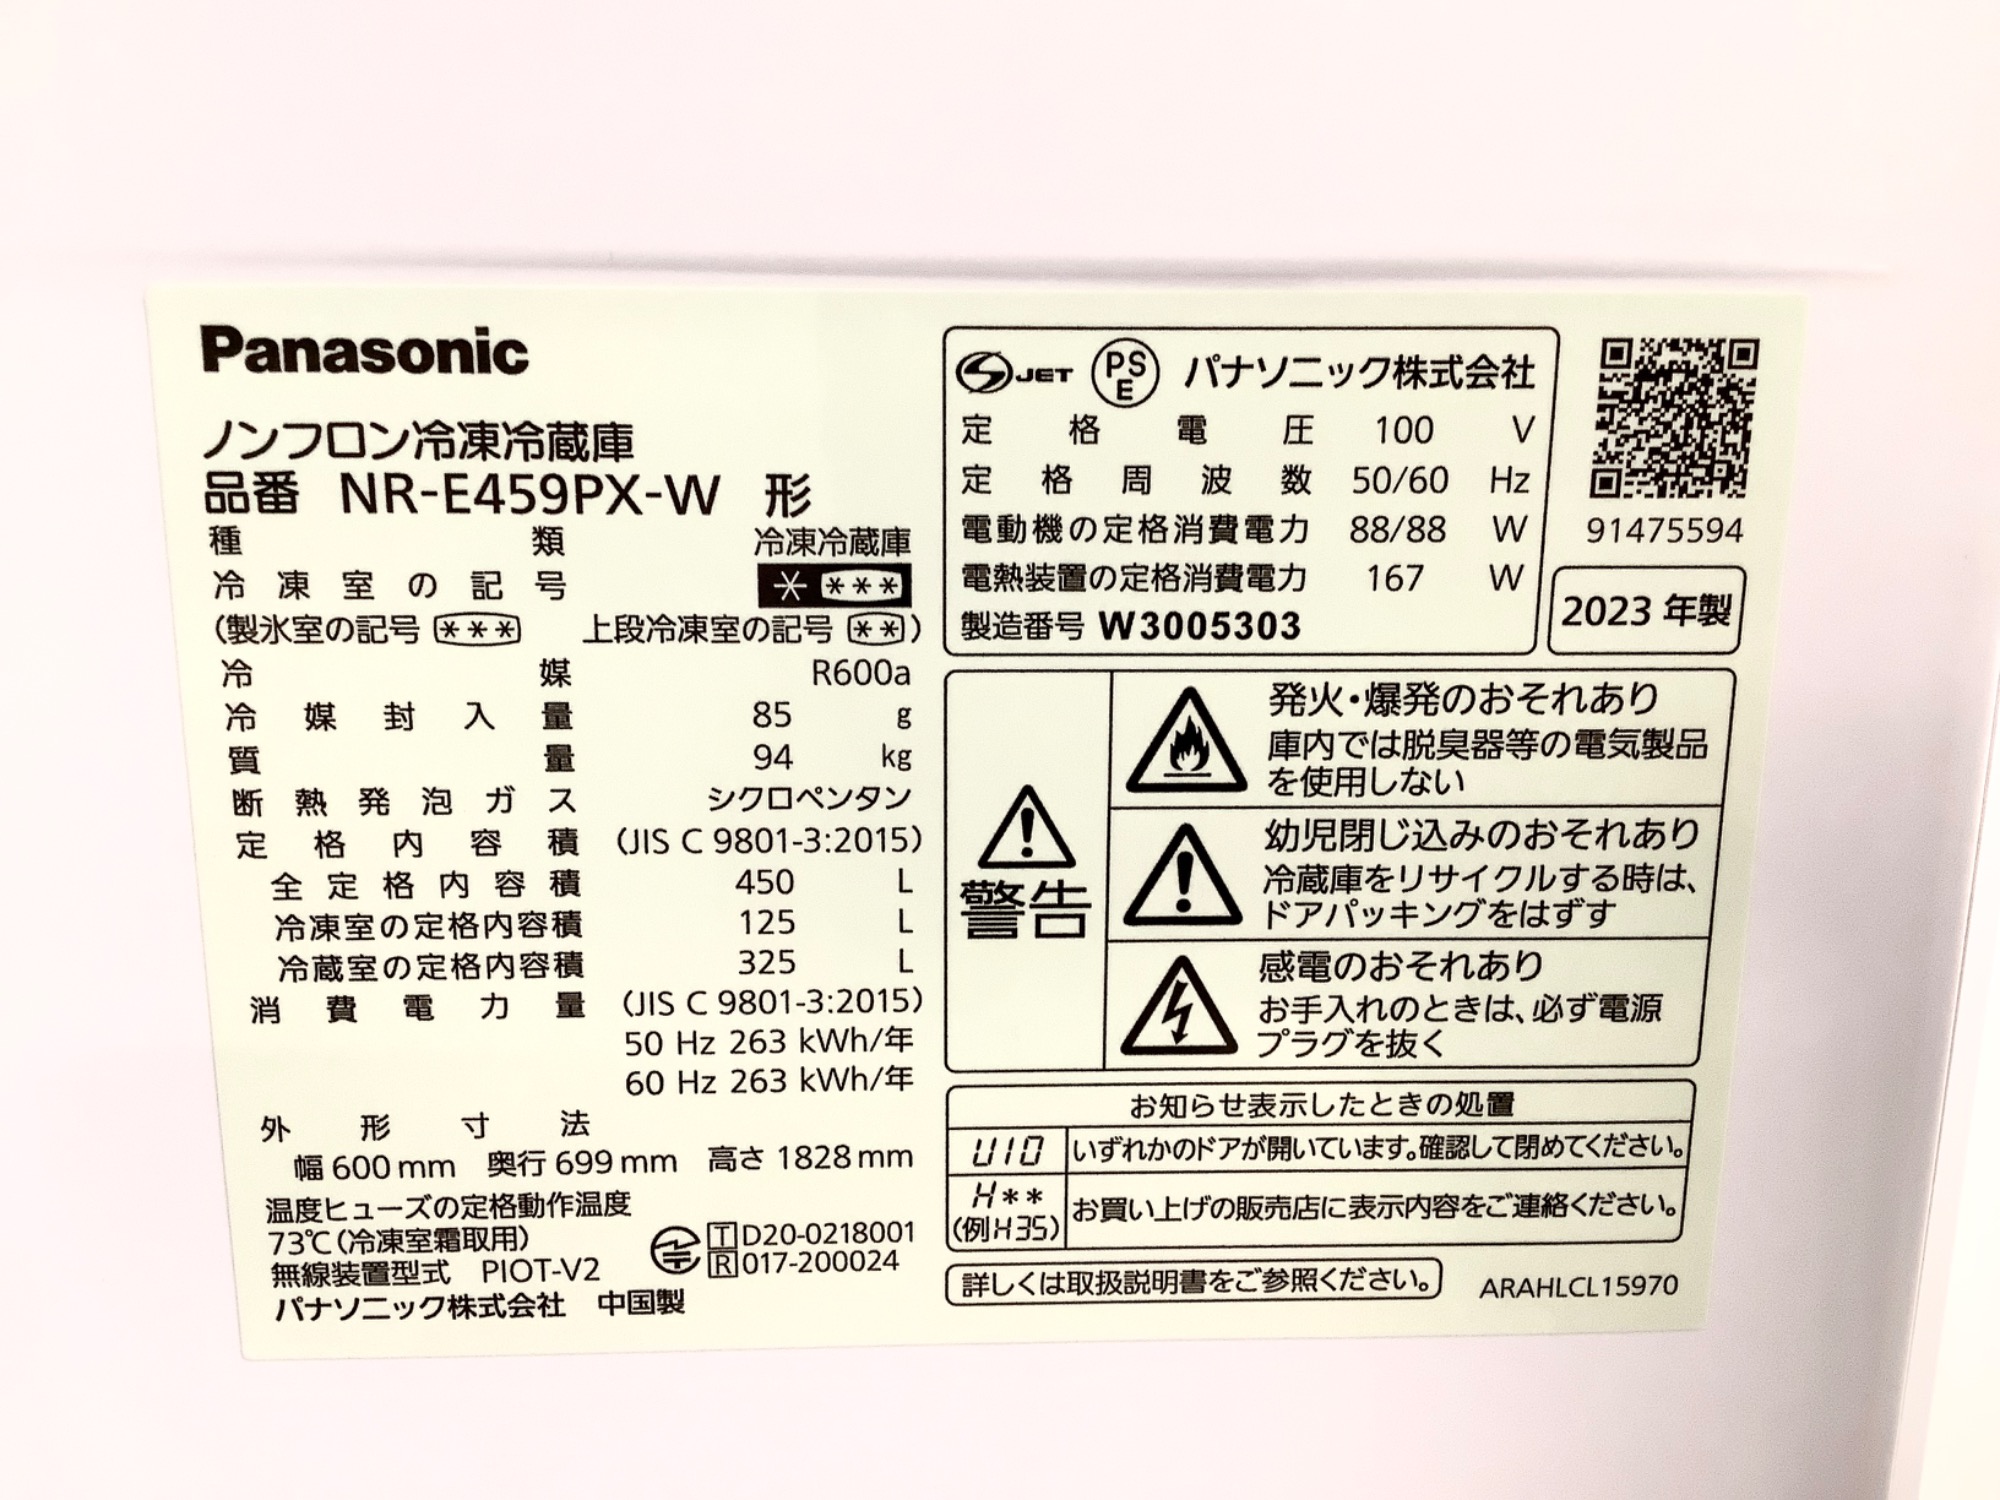 Panasonic
ノンフロン冷凍冷蔵庫
品番 NR-E459PX-W 形
種類 冷凍冷蔵庫
冷凍室の記号 * ***
(製氷室の記号 *** 上段冷凍室の記号 **)
冷媒 R600a
冷媒封入量 85 g
質量 94 kg
断熱発泡ガス シクロペンタン
定格内容積 (JIS C 9801-3:2015)
全定格内容積 450 L
冷凍室の定格内容積 125 L
冷蔵室の定格内容積 325 L
消費電力量 (JIS C 9801-3:2015)
50 Hz 263 kWh/年
60 Hz 263 kWh/年
外形寸法
幅 600 mm 奥行 699 mm 高さ 1828 mm
温度ヒューズの定格動作温度
73℃(冷凍室霜取用)
無線装置型式 PIOT-V2
T D20-0218001
R 017-200024
パナソニック株式会社 中国製
S JET PS E パナソニック株式会社
定格電圧 100 V
定格周波数 50/60 Hz
電動機の定格消費電力 88/88 W
電熱装置の定格消費電力 167 W
製造番号 W3005303
91475594
2023 年製
警告
発火・爆発のおそれあり
庫内では脱臭器等の電気製品
を使用しない
幼児閉じ込みのおそれあり
冷蔵庫をリサイクルする時は、
ドアパッキングをはずす
感電のおそれあり
お手入れのときは、必ず電源
プラグを抜く
お知らせ表示したときの処置
U10 いずれかのドアが開いています。確認して閉めてください。
H** (例H35) お買い上げの販売店に表示内容をご連絡ください。
詳しくは取扱説明書をご参照ください。
ARAHLCL15970